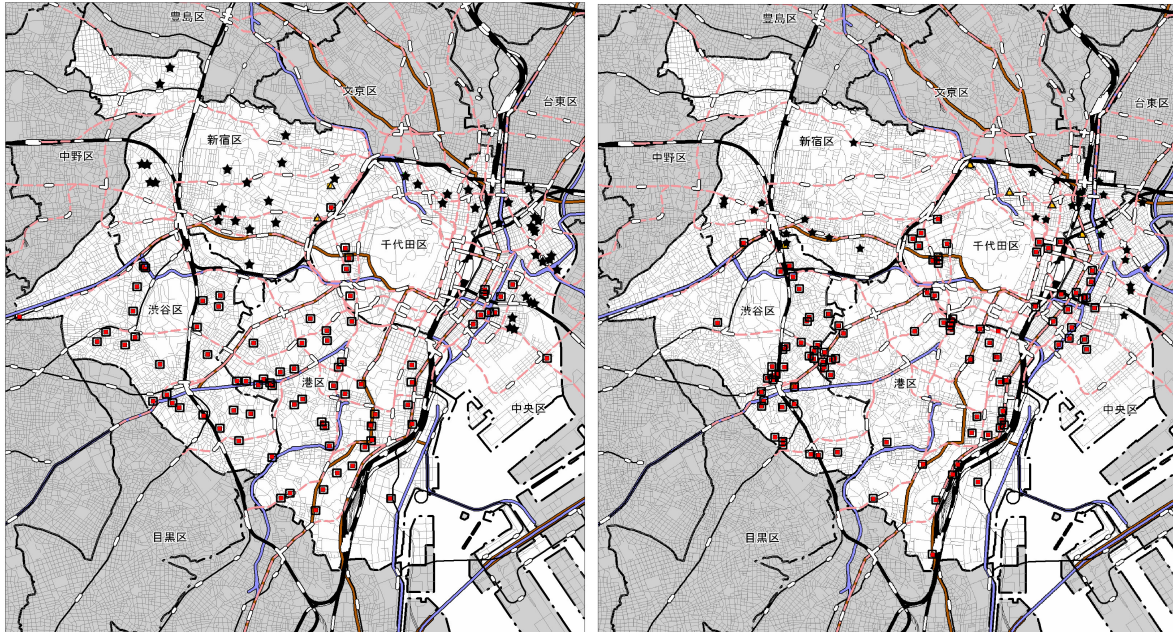 豊島区
文京区
台東区
新宿区
中野区
千代田区
渋谷区
港区
中央区
目黒区
豊島区
文京区
台東区
新宿区
中野区
千代田区
渋谷区
港区
中央区
目黒区